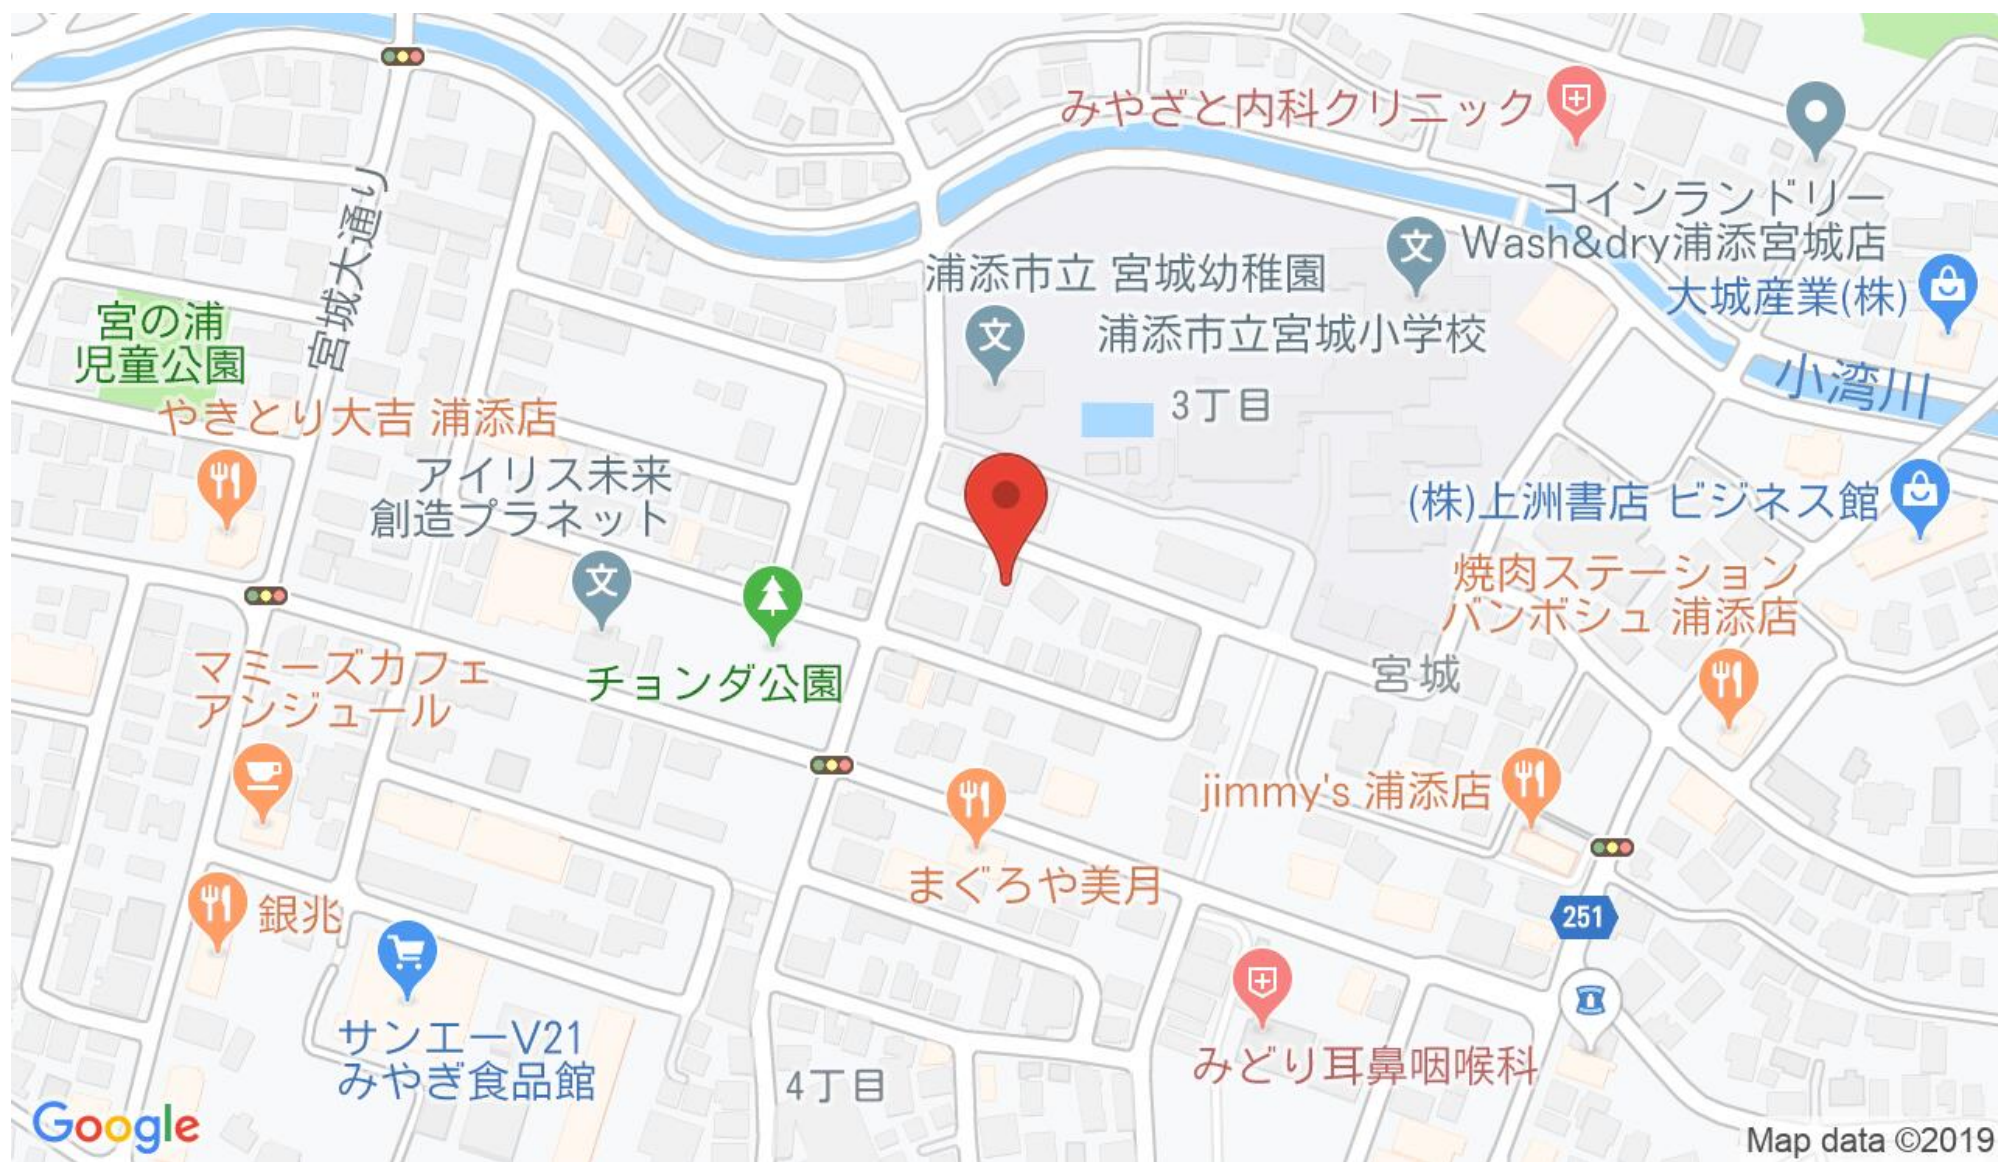 みやざと内科クリニック
コインランドリー
Wash&dry浦添宮城店
宮城大通り
浦添市立 宮城幼稚園
大城産業(株)
宮の浦
児童公園
浦添市立宮城小学校
小湾川
3丁目
やきとり大吉 浦添店
アイリス未来
創造プラネット
(株)上洲書店 ビジネス館
焼肉ステーション
バンボシュ 浦添店
マミーズカフェ
アンジュール
チョンダ公園
宮城
jimmy's 浦添店
まぐろや美月
銀兆
251
サンエーV21
みやぎ食品館
みどり耳鼻咽喉科
4丁目
Google
Map data ©2019
文
文
文